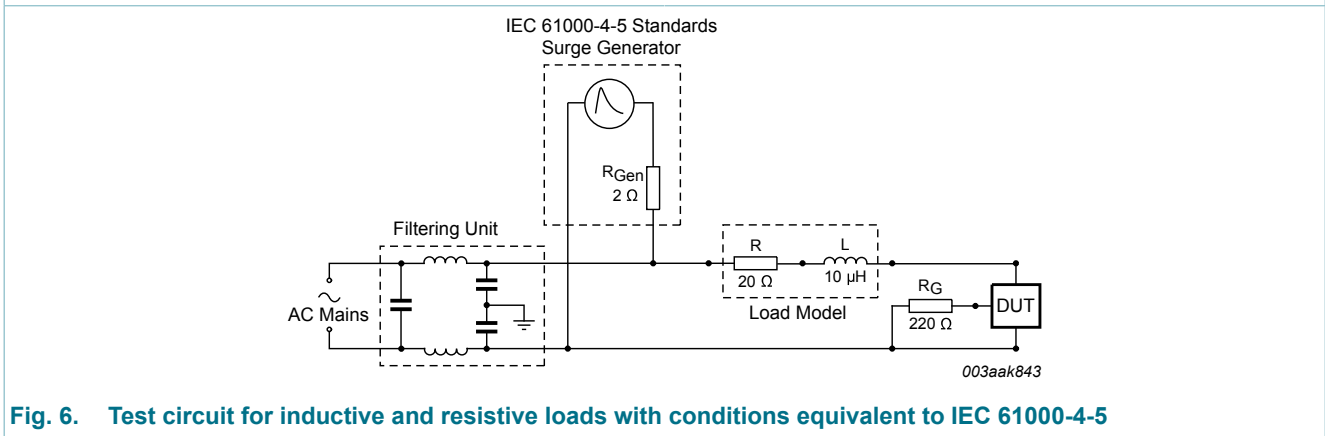 IEC 61000-4-5 Standards
Surge Generator
RGen
2 Ω
Filtering Unit
R
L
20 Ω
10 μH
RG
AC Mains
Load Model
220 Ω
DUT
003aak843
Fig. 6. Test circuit for inductive and resistive loads with conditions equivalent to IEC 61000-4-5